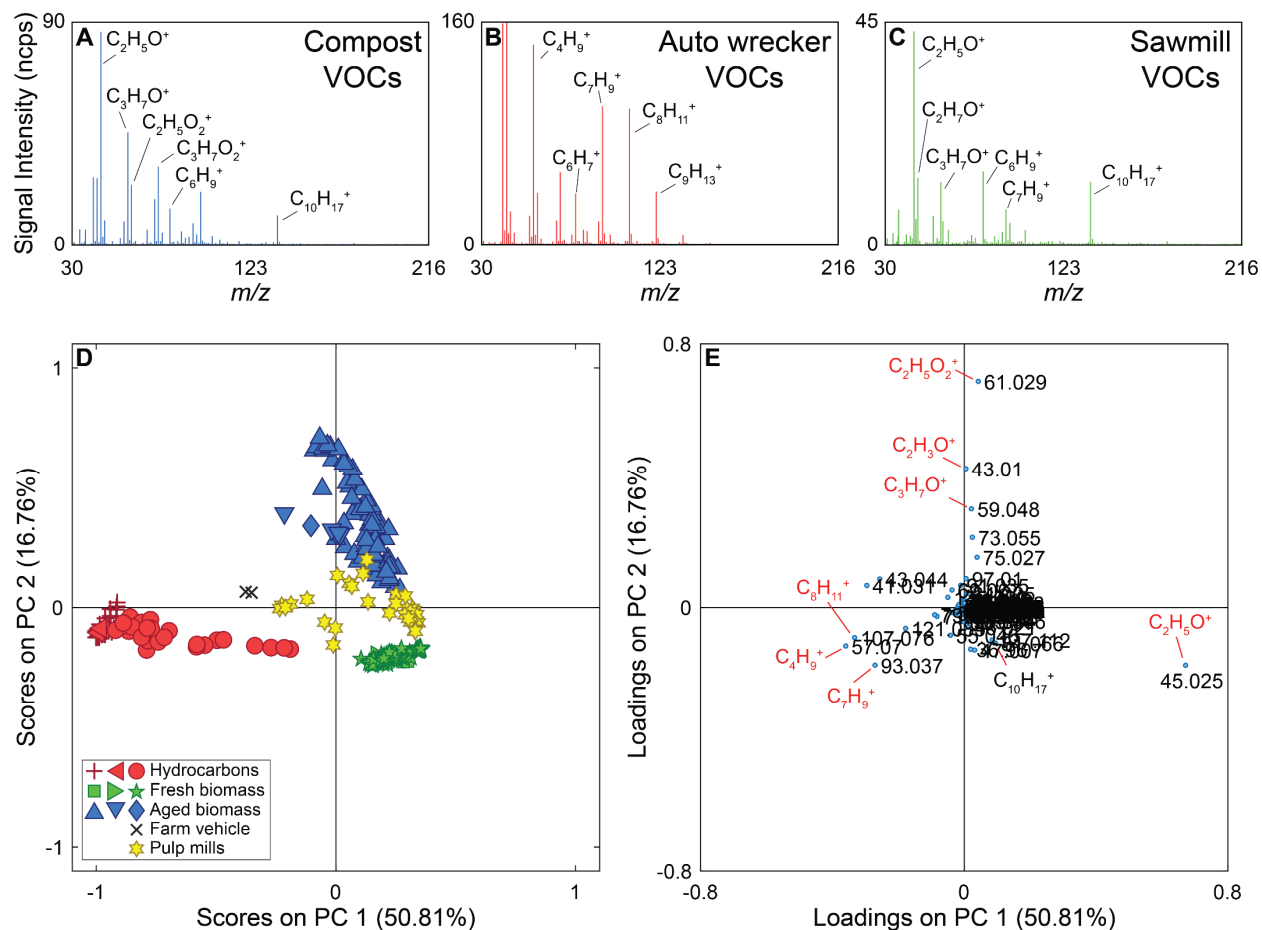 90
A
Compost
VOCs
C₂H₅O⁺
C₃H₇O⁺
C₂H₅O₂⁺
C₃H₇O₂⁺
C₆H₉⁺
C₁₀H₁₇⁺
Signal Intensity (ncps)
0
30
123
216
m/z
160
B
Auto wrecker
VOCs
C₄H₉⁺
C₇H₉⁺
C₈H₁₁⁺
C₆H₇⁺
C₉H₁₃⁺
0
30
123
216
m/z
45
C
Sawmill
VOCs
C₂H₅O⁺
C₂H₇O⁺
C₃H₇O⁺
C₆H₉⁺
C₇H₉⁺
C₁₀H₁₇⁺
0
30
123
216
m/z
D
1
0
-1
Scores on PC 2 (16.76%)
Hydrocarbons
Fresh biomass
Aged biomass
Farm vehicle
Pulp mills
-1
0
1
Scores on PC 1 (50.81%)
0.8
E
C₂H₅O₂⁺
61.029
C₂H₃O⁺
43.01
C₃H₇O⁺
59.048
73.055
75.027
97.01
43.044
41.031
C₈H₁₁⁺
0
107.076
C₄H₉⁺
57.07
C₇H₉⁺
93.037
C₂H₅O⁺
45.025
C₁₀H₁₇⁺
Loadings on PC 2 (16.76%)
-0.8
-0.8
0
0.8
Loadings on PC 1 (50.81%)